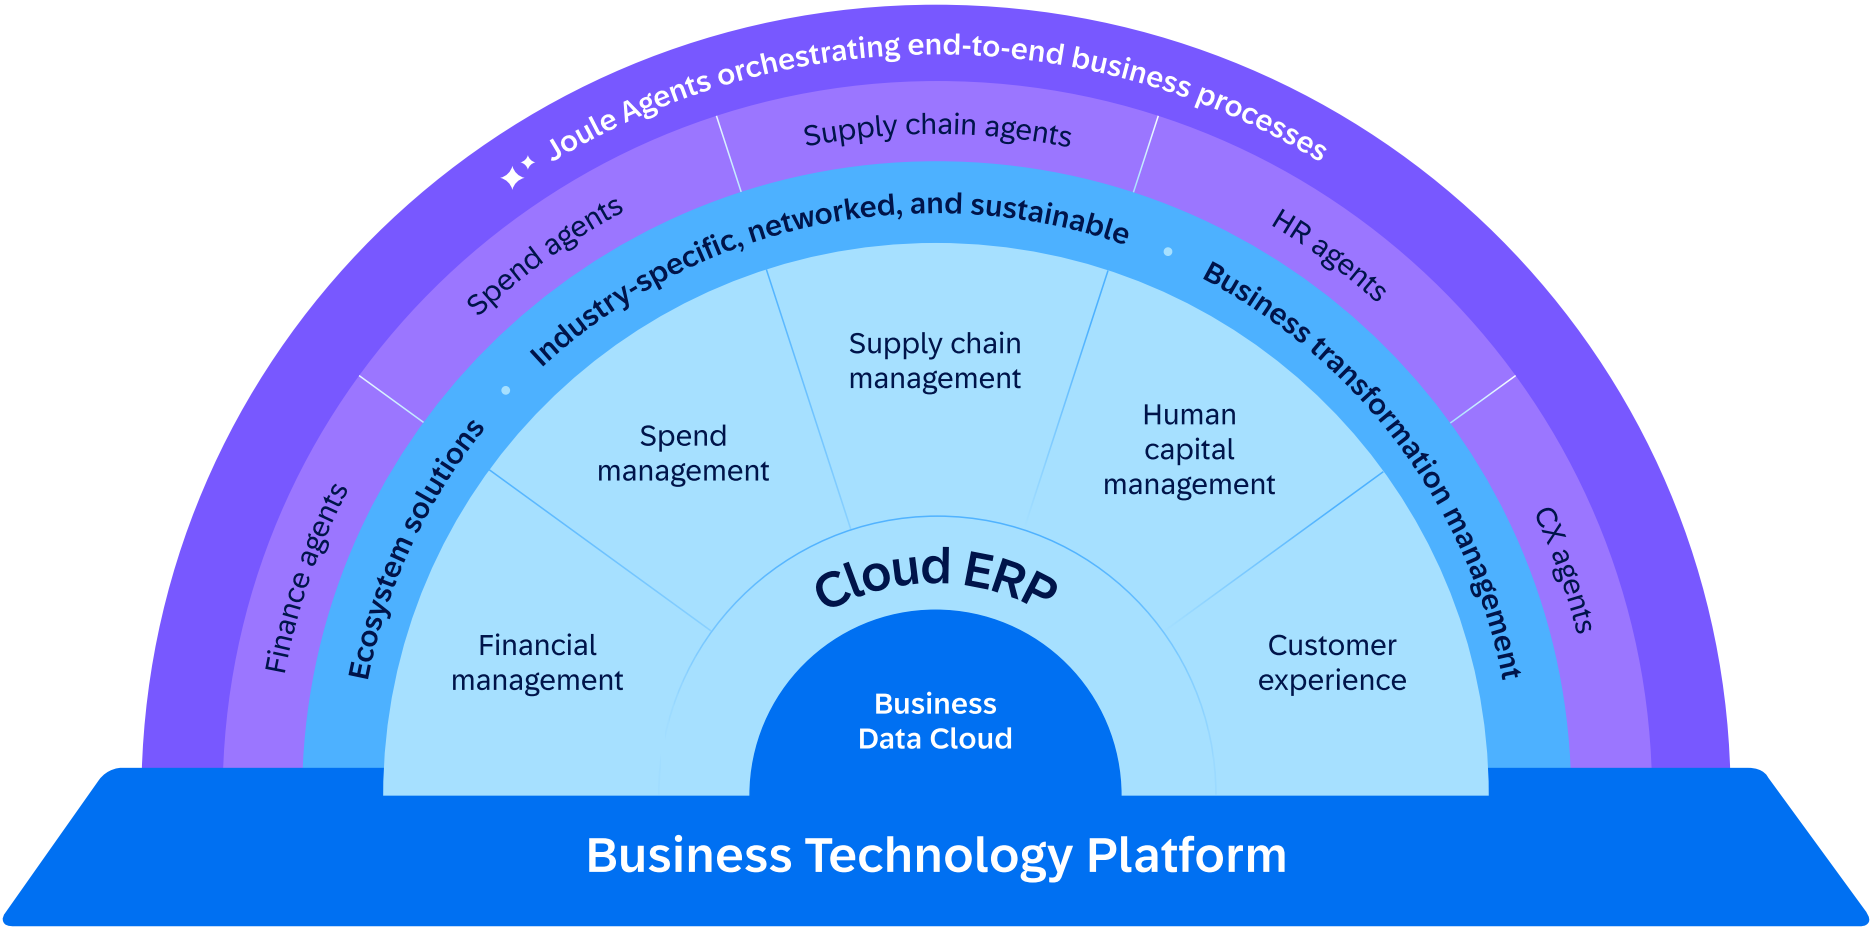 Joule Agents orchestrating end-to-end business processes
Finance agents
Spend agents
Supply chain agents
HR agents
CX agents
Ecosystem solutions
Industry-specific, networked, and sustainable
Business transformation management
Financial
management
Spend
management
Supply chain
management
Human
capital
management
Customer
experience
Cloud ERP
Business
Data Cloud
Business Technology Platform